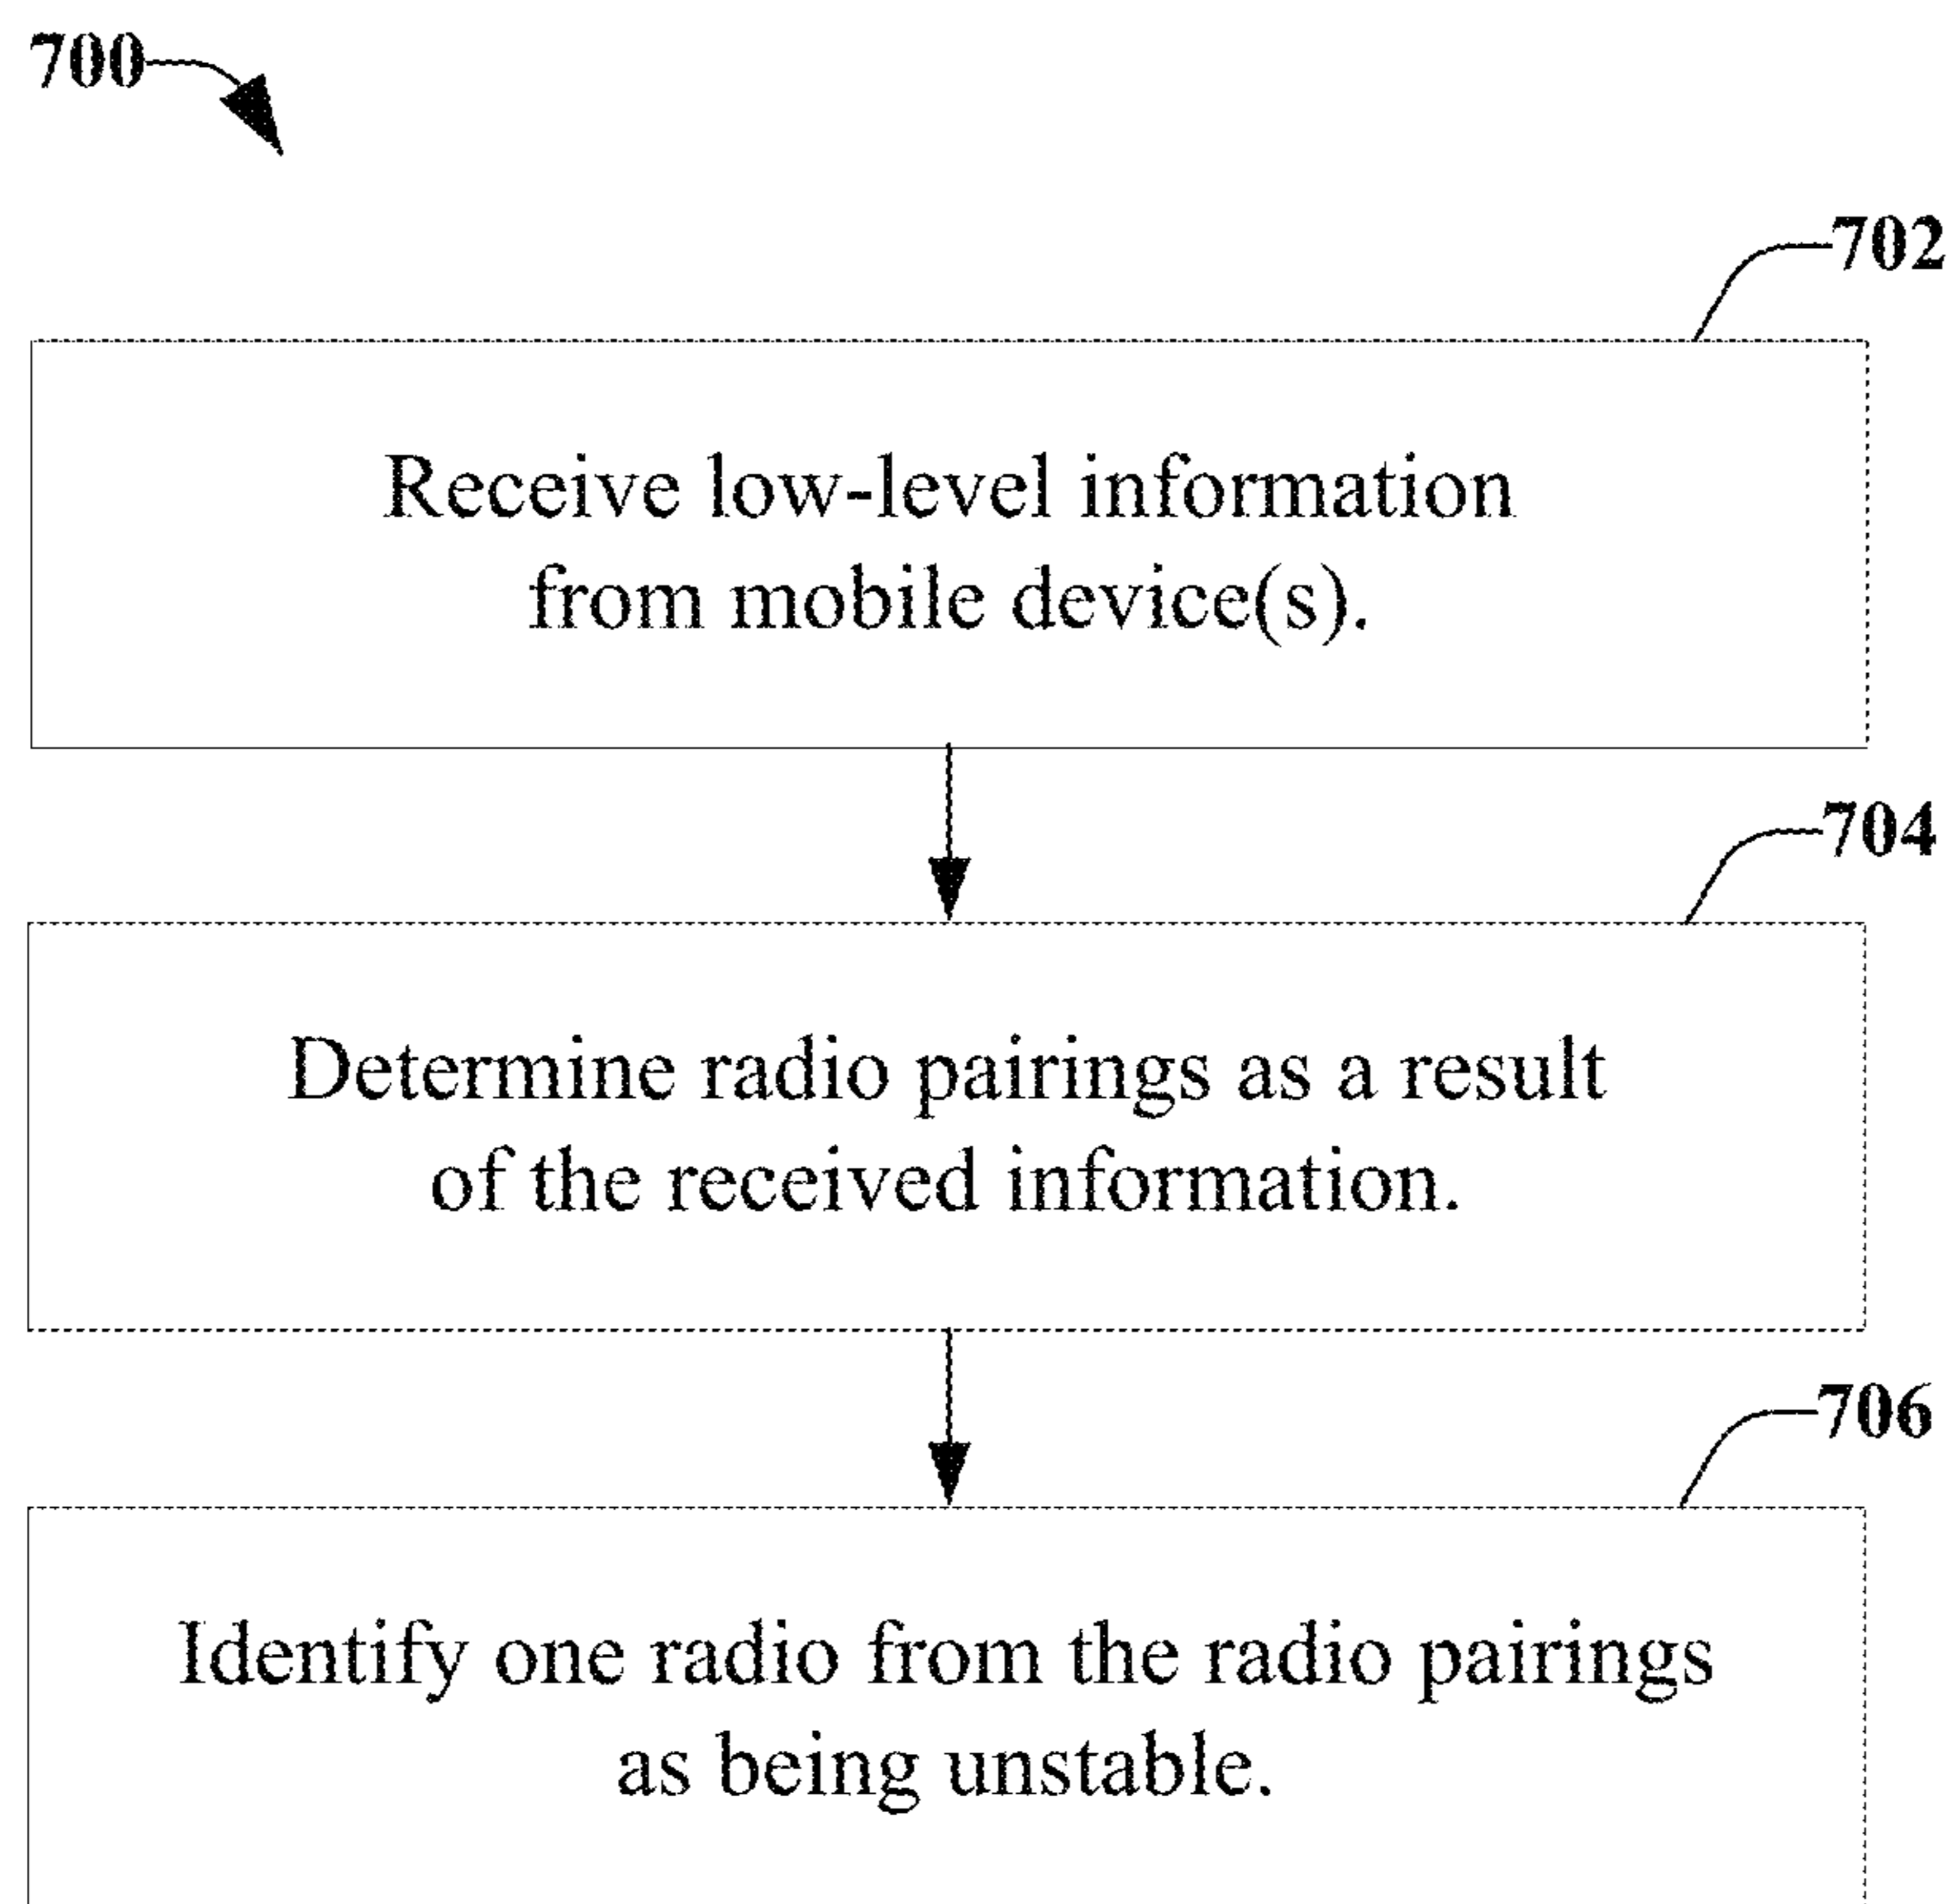 700
702
Receive low-level information
from mobile device(s).
704
Determine radio pairings as a result
of the received information.
706
Identify one radio from the radio pairings
as being unstable.